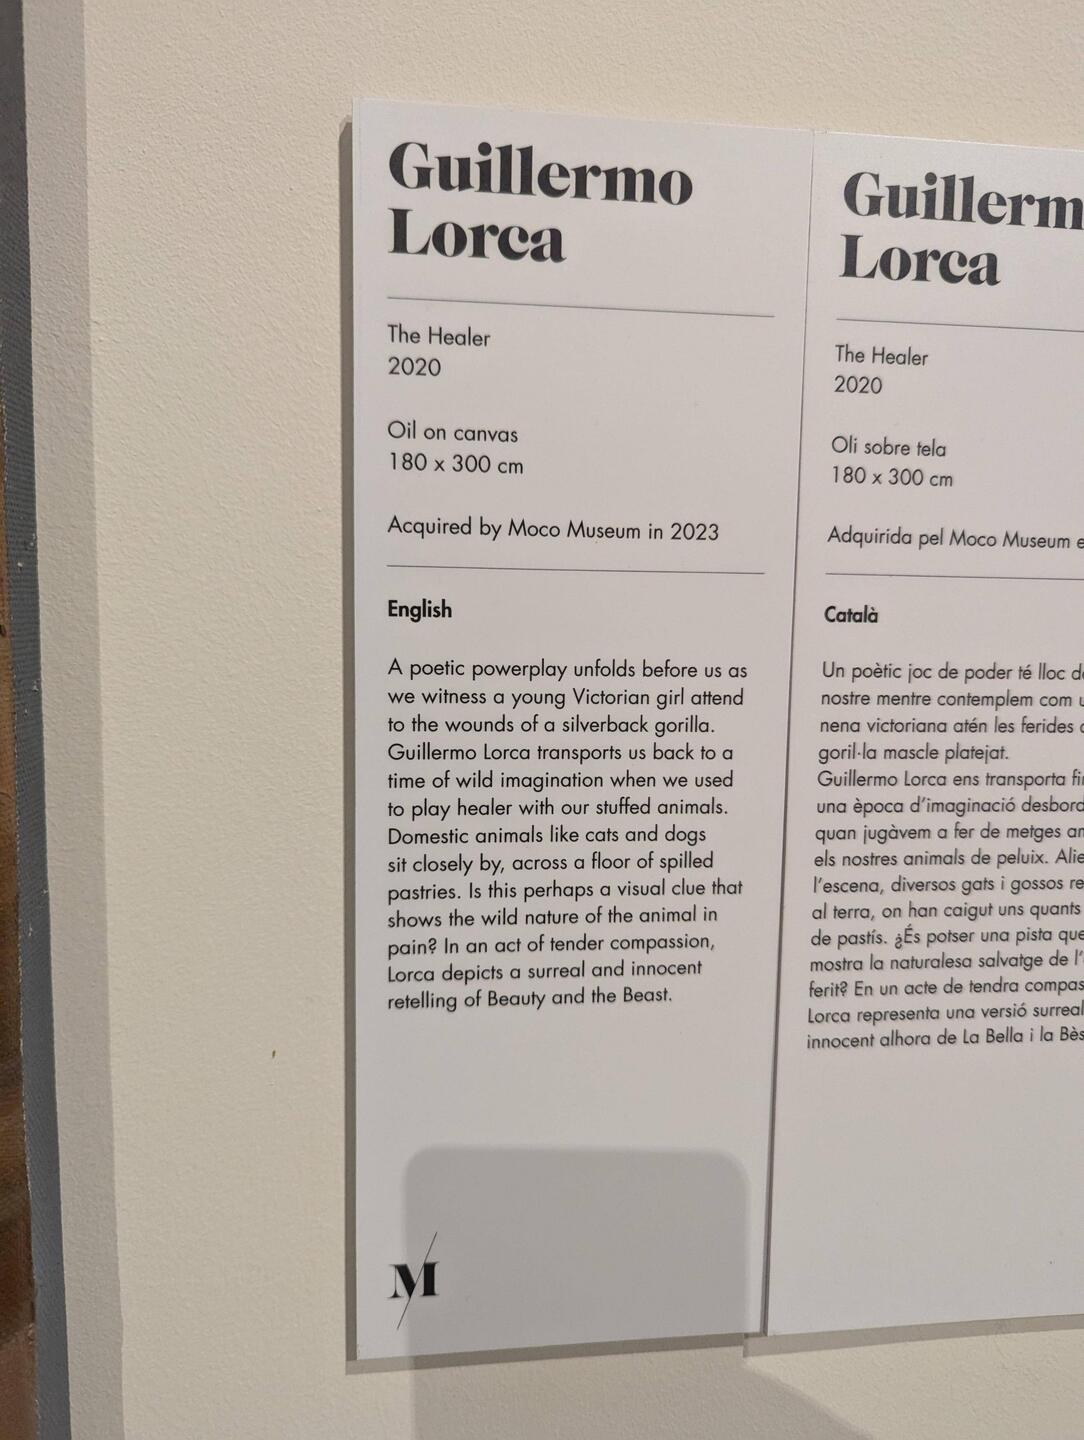 Guillermo
Lorca
The Healer
2020
Oil on canvas
180 x 300 cm
Acquired by Moco Museum in 2023
English
A poetic powerplay unfolds before us as
we witness a young Victorian girl attend
to the wounds of a silverback gorilla.
Guillermo Lorca transports us back to a
time of wild imagination when we used
to play healer with our stuffed animals.
Domestic animals like cats and dogs
sit closely by, across a floor of spilled
pastries. Is this perhaps a visual clue that
shows the wild nature of the animal in
pain? In an act of tender compassion,
Lorca depicts a surreal and innocent
retelling of Beauty and the Beast.
M
Guillerm
Lorca
The Healer
2020
Oli sobre tela
180 x 300 cm
Adquirida pel Moco Museum
Català
Un poètic joc de poder té lloc
nostre mentre contemplem com
nena victoriana atén les ferides
goril·la mascle platejat.
Guillermo Lorca ens transporta
una època d'imaginació
quan jugàvem a fer de metges
els nostres animals de peluix.
l'escena, diversos gats i gossos
al terra, on han caigut uns quants
de pastís. ¿És potser una pista que
mostra la naturalesa salvatge de
ferit? En un acte de tendra
Lorca representa una versió
innocent alhora de La Bella i la